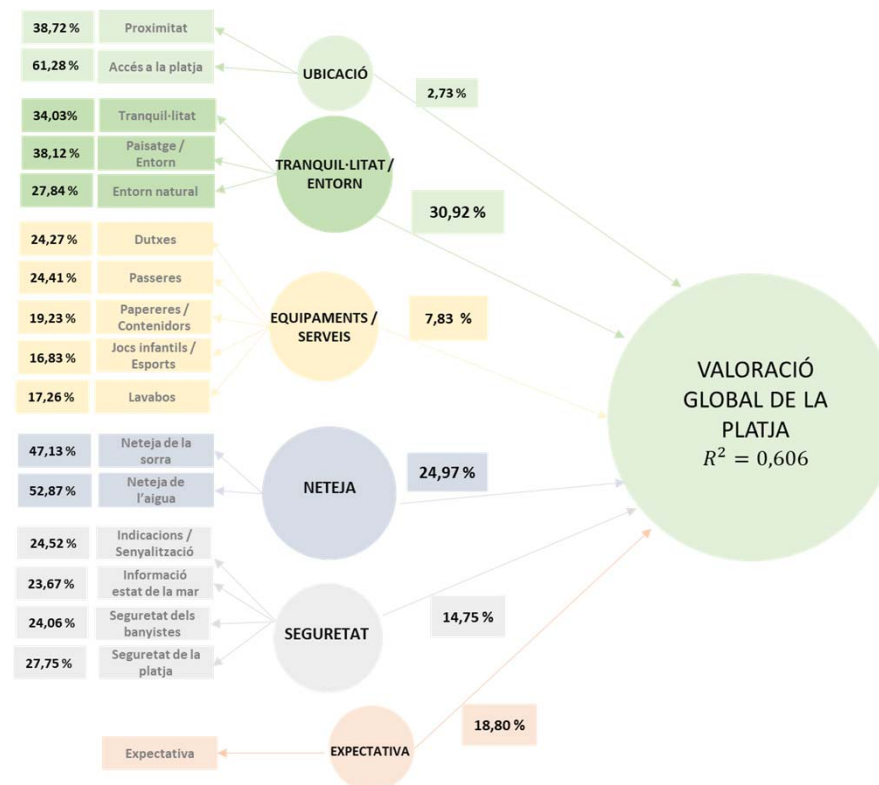 38,72 %
Proximitat
61,28 %
Accés a la platja
UBICACIÓ
2,73 %
34,03%
Tranquil·litat
38,12 %
Paisatge /
Entorn
27,84 %
Entorn natural
TRANQUIL·LITAT /
ENTORN
30,92 %
24,27 %
Dutxes
24,41 %
Passeres
19,23 %
Papereres /
Contenidors
16,83 %
Jocs infantils /
Esports
17,26 %
Lavabos
EQUIPAMENTS /
SERVEIS
7,83 %
47,13 %
Neteja de la
sorra
52,87 %
Neteja de
l'aigua
NETEJA
24,97 %
24,52 %
Indicacions /
Senyalització
23,67 %
Informació
estat de la mar
24,06 %
Seguretat dels
banyistes
27,75 %
Seguretat de la
platja
SEGURETAT
14,75 %
Expectativa
EXPECTATIVA
18,80 %
VALORACIÓ
GLOBAL DE LA
PLATJA
R² = 0,606